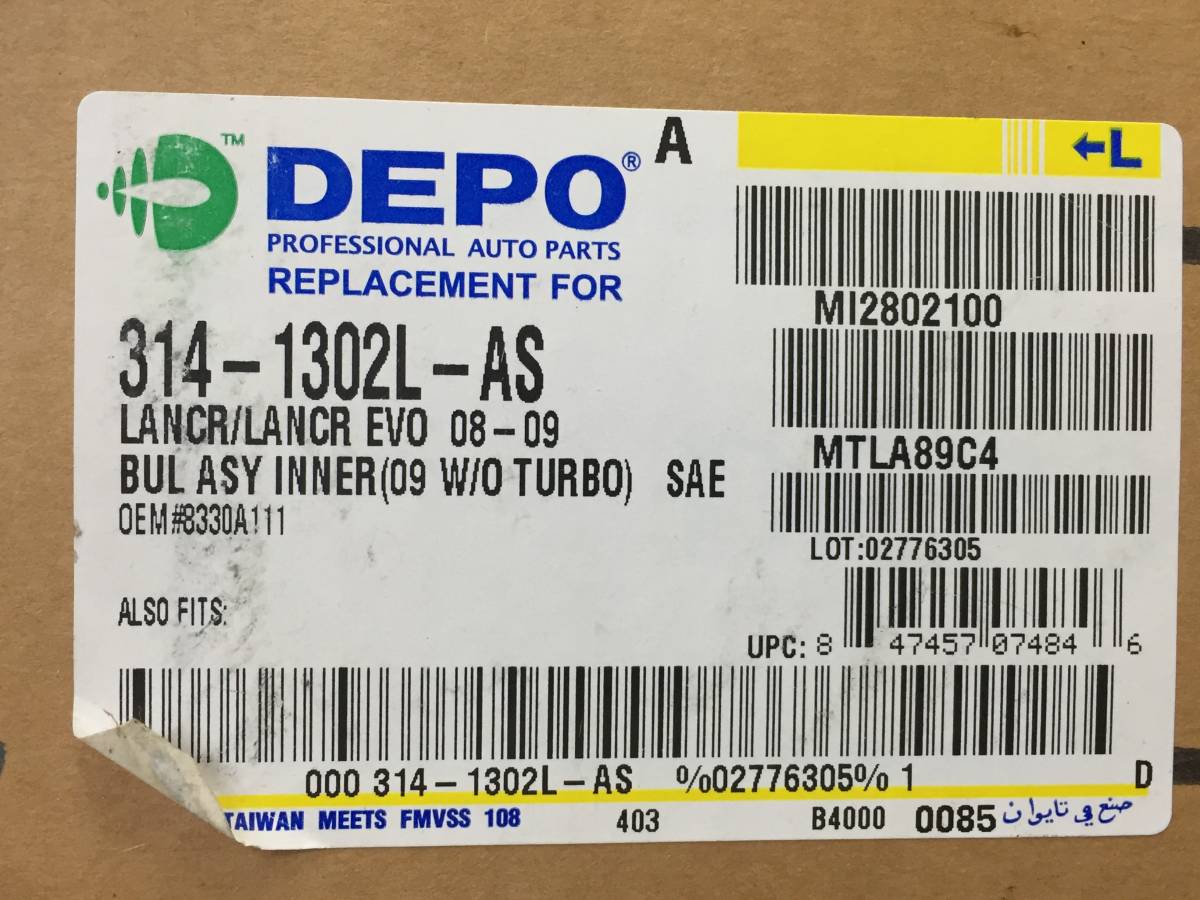 TM
DEPO® A
←L
PROFESSIONAL AUTO PARTS
REPLACEMENT FOR
MI2802100
314-1302L-AS
LANCR/LANCR EVO 08-09
MTLA89C4
BUL ASY INNER(09 W/O TURBO) SAE
OEM#8330A111
LOT:02776305
ALSO FITS:
UPC: 8 47457 07484 6
000 314-1302L-AS %02776305% 1 D
TAIWAN MEETS FMVSS 108 403 B4000 0085 صنع في تايوان